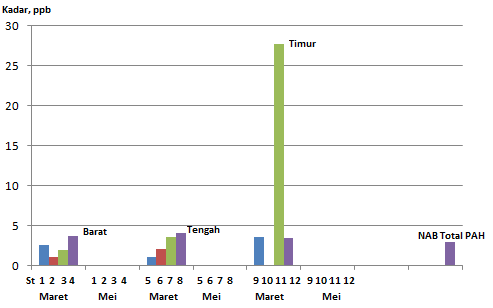 Kadar, ppb
30
Timur
25
20
15
10
5
Barat
Tengah
NAB Total PAH
0
St 1 2 3 4 1 2 3 4 5 6 7 8 5 6 7 8 9 10 11 12 9 10 11 12
Maret Mei Maret Mei Maret Mei